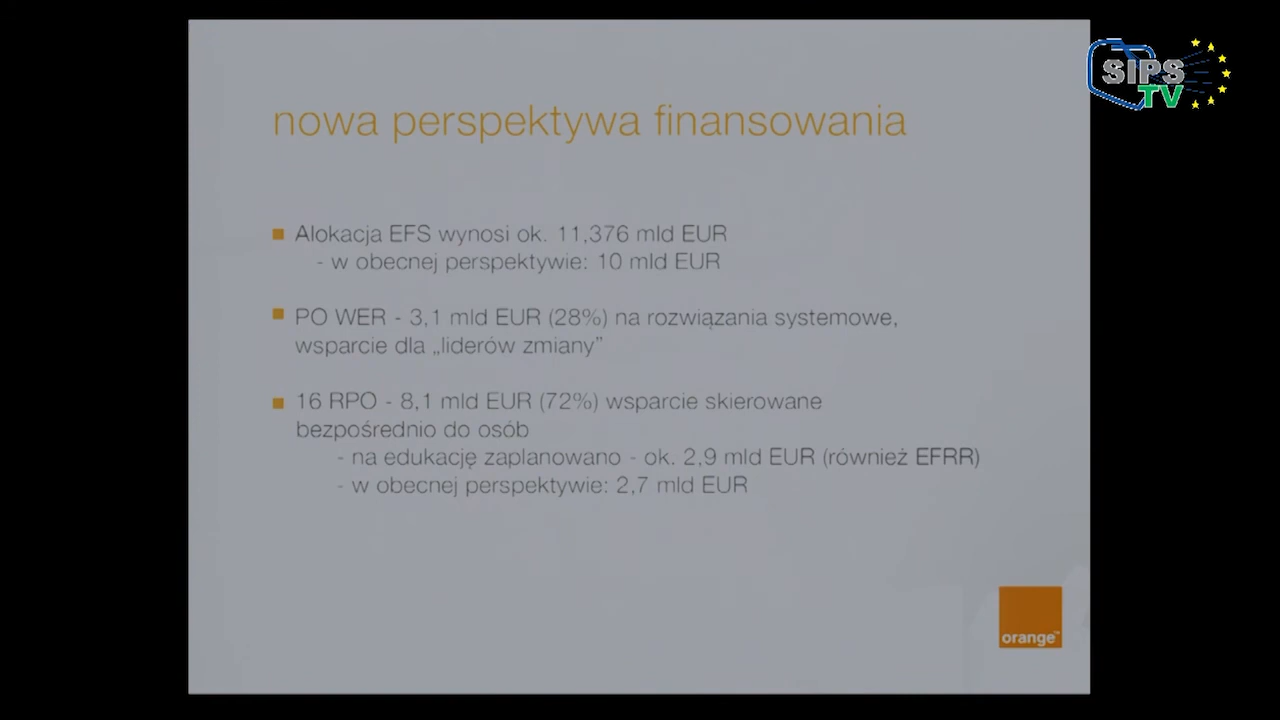 SIPS
TV
nowa perspektywa finansowania
Alokacja EFS wynosi ok. 11,376 mld EUR
- w obecnej perspektywie: 10 mld EUR
PO WER - 3,1 mld EUR (28%) na rozwiązania systemowe,
wsparcie dla „liderów zmiany”
16 RPO - 8,1 mld EUR (72%) wsparcie skierowane
bezpośrednio do osób
- na edukację zaplanowano - ok. 2,9 mld EUR (również EFRR)
- w obecnej perspektywie: 2,7 mld EUR
orange™